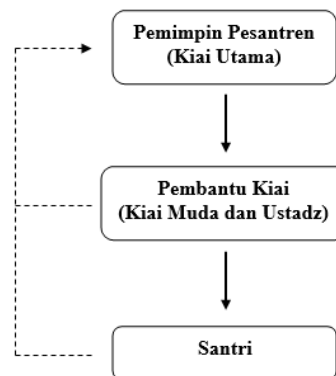 Pemimpin Pesantren
(Kiai Utama)
Pembantu Kiai
(Kiai Muda dan Ustadz)
Santri